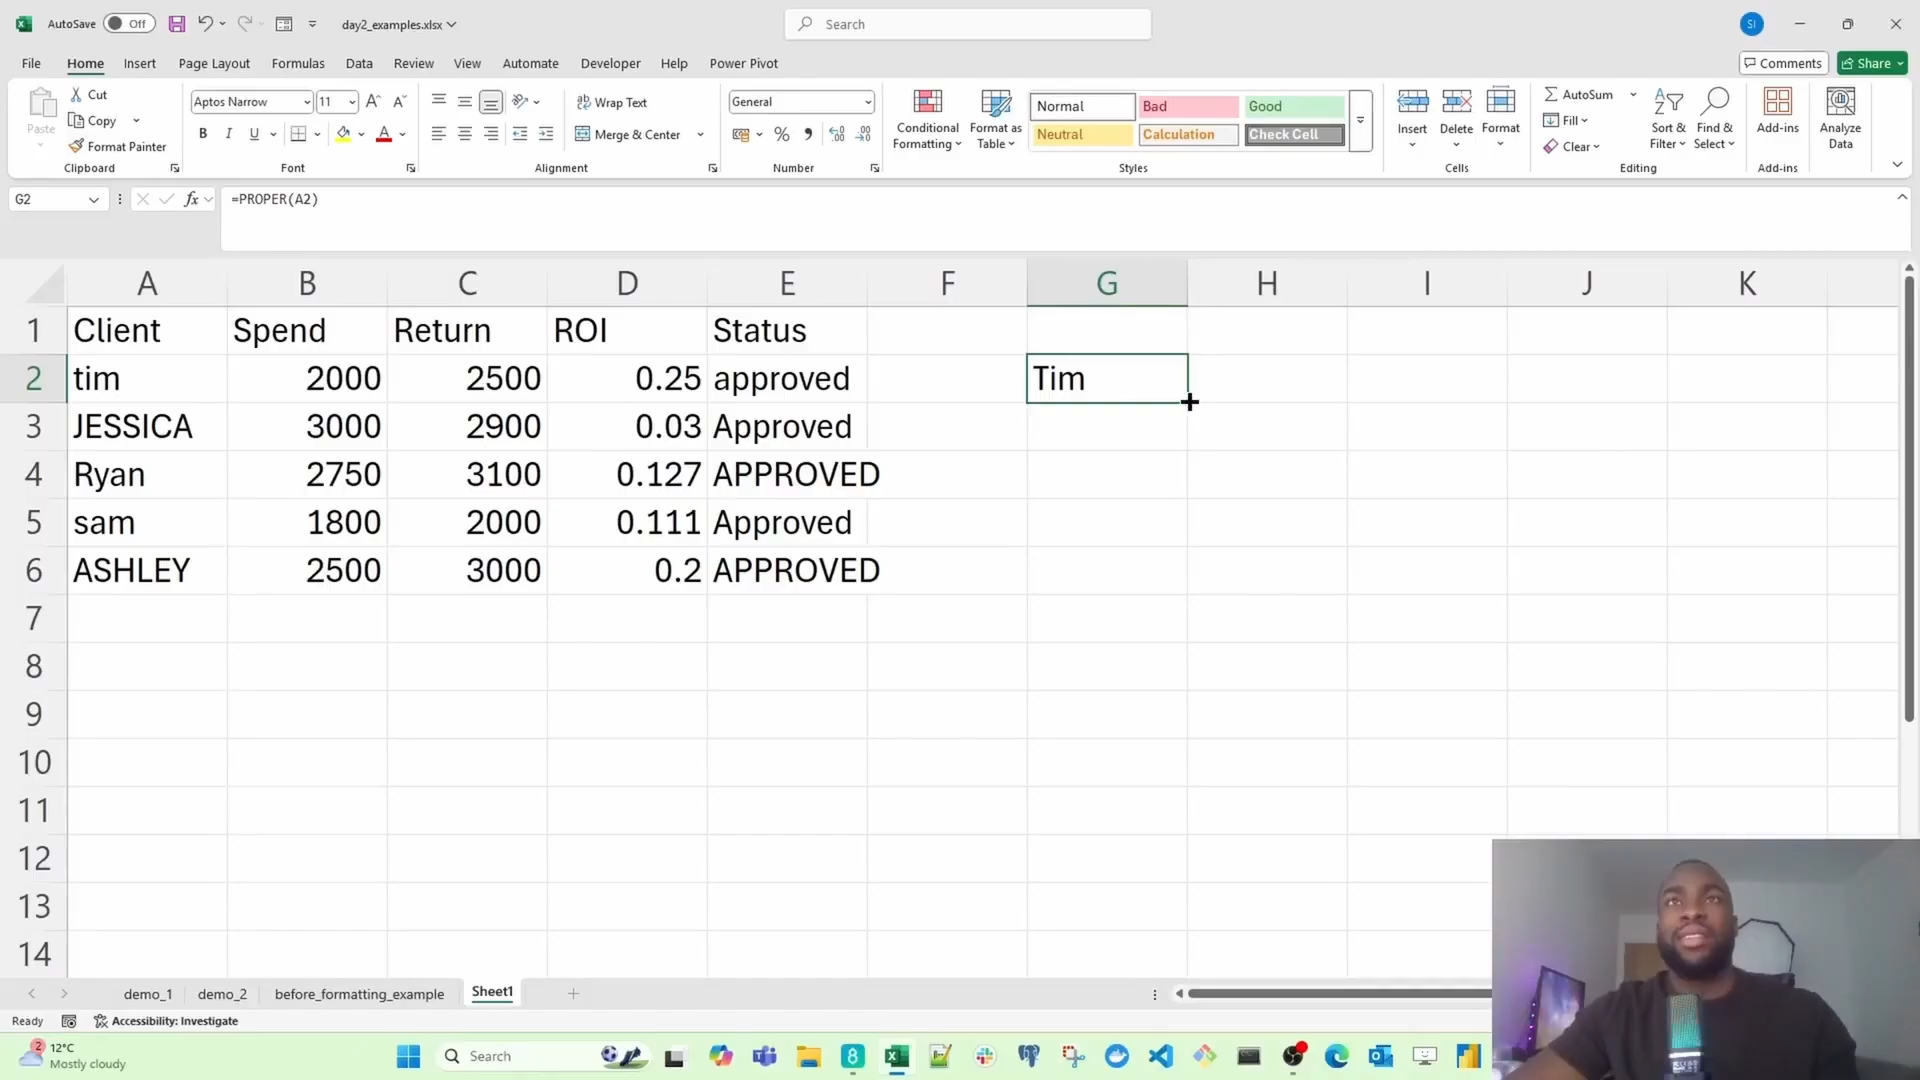 AutoSave Off day2_examples.xlsx Search SI
File Home Insert Page Layout Formulas Data Review View Automate Developer Help Power Pivot Comments Share
Paste Cut Copy Format Painter Clipboard
Aptos Narrow 11 A A B I U A Font
Wrap Text Merge & Center Alignment
General % Number
Conditional Formatting Format as Table
Normal Bad Good
Neutral Calculation Check Cell
Styles
Insert Delete Format Cells
AutoSum Fill Clear Sort & Filter Find & Select Editing
Add-ins Add-ins
Analyze Data
G2 fx =PROPER(A2)
A B C D E F G H I J K
1 Client Spend Return ROI Status
2 tim 2000 2500 0.25 approved Tim
3 JESSICA 3000 2900 0.03 Approved
4 Ryan 2750 3100 0.127 APPROVED
5 sam 1800 2000 0.111 Approved
6 ASHLEY 2500 3000 0.2 APPROVED
7
8
9
10
11
12
13
14
demo_1 demo_2 before_formatting_example Sheet1
Ready Accessibility: Investigate
2 12°C
Mostly cloudy
Search